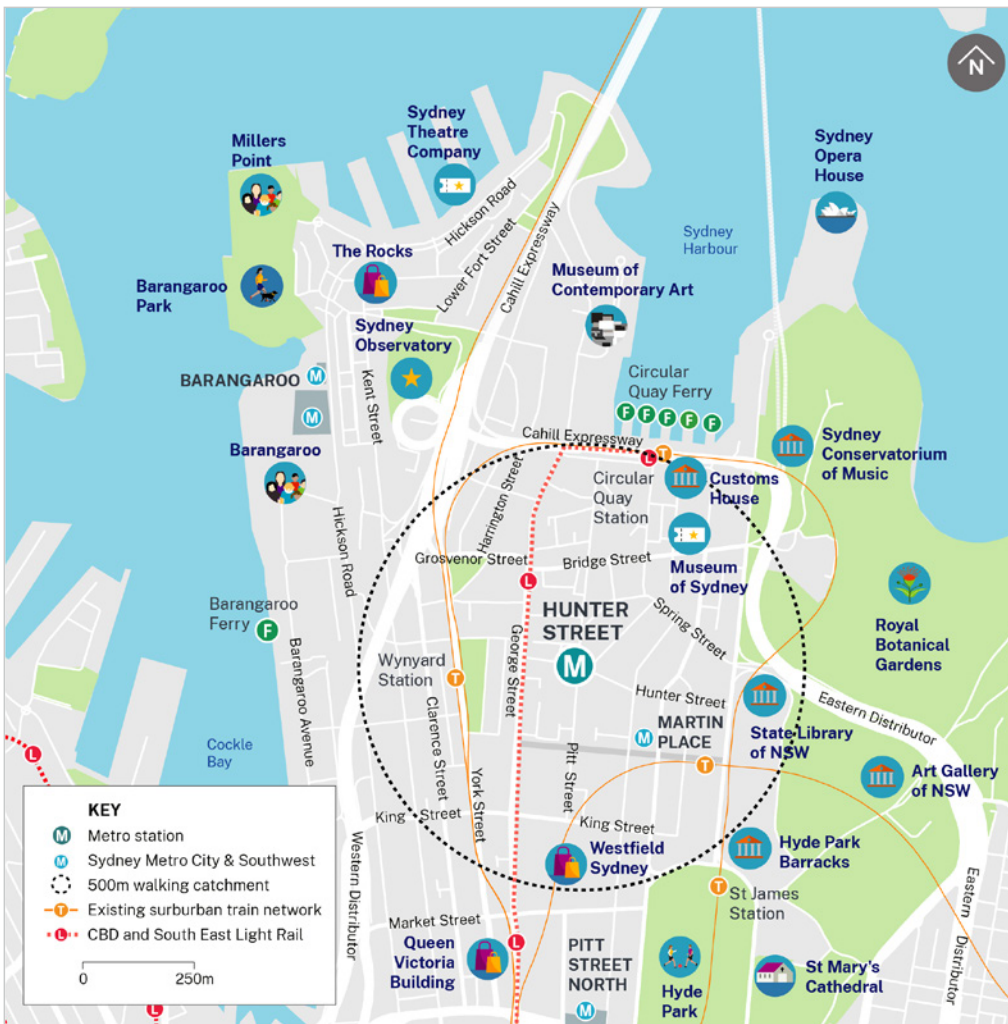 N
Sydney
Theatre
Company
Millers
Point
Sydney
Opera
House
Hickson Road
Lower Fort Street
Cahill Expressway
Sydney
Harbour
The Rocks
Museum of
Contemporary Art
Barangaroo
Park
Sydney
Observatory
Circular
Quay Ferry
BARANGAROO
M
M
Kent Street
F
F
F
F
F
Cahill Expressway
L
T
Sydney
Conservatorium
of Music
Barangaroo
Circular
Quay
Station
Customs
House
Harrington Street
Hickson Road
Grosvenor Street
Bridge Street
Museum
of Sydney
L
HUNTER
STREET
M
Spring Street
Royal
Botanical
Gardens
Barangaroo
Ferry
F
Barangaroo Avenue
Wynyard
Station
T
George Street
Clarence Street
Hunter Street
Eastern Distributor
MARTIN
PLACE
M
T
State Library
of NSW
Art Gallery
of NSW
Cockle
Bay
L
Pitt Street
York Street
King Street
King Street
Westfield
Sydney
Hyde Park
Barracks
T
St James
Station
Western Distributor
Market Street
Eastern
Distributor
Queen
Victoria
Building
L
PITT
STREET
NORTH
M
Hyde
Park
St Mary's
Cathedral
KEY
M Metro station
M Sydney Metro City & Southwest
500m walking catchment
T Existing surburban train network
L CBD and South East Light Rail
0 250m
L